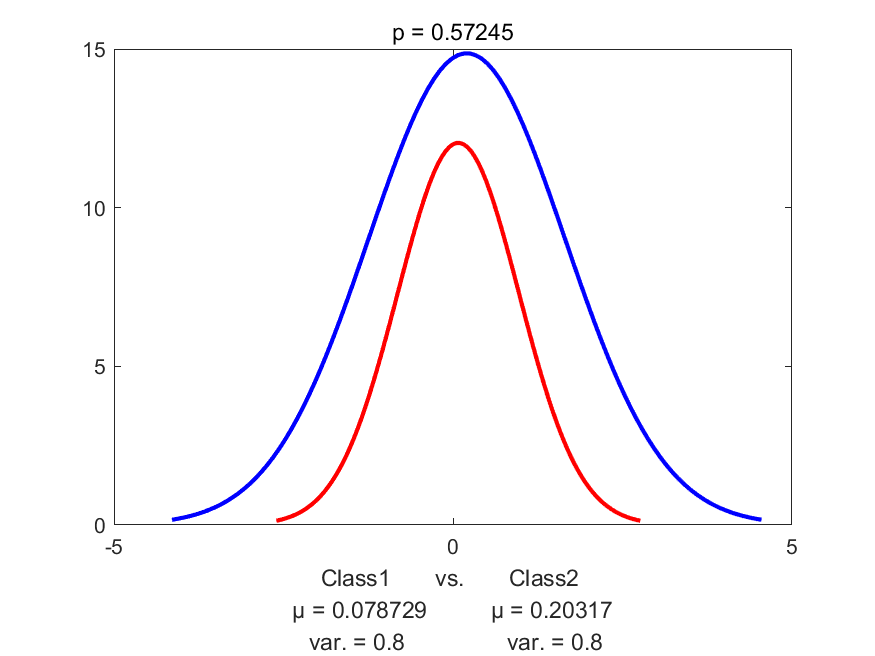 p = 0.57245
15
10
5
0
-5 0 5
Class1 vs. Class2
μ = 0.078729 μ = 0.20317
var. = 0.8 var. = 0.8